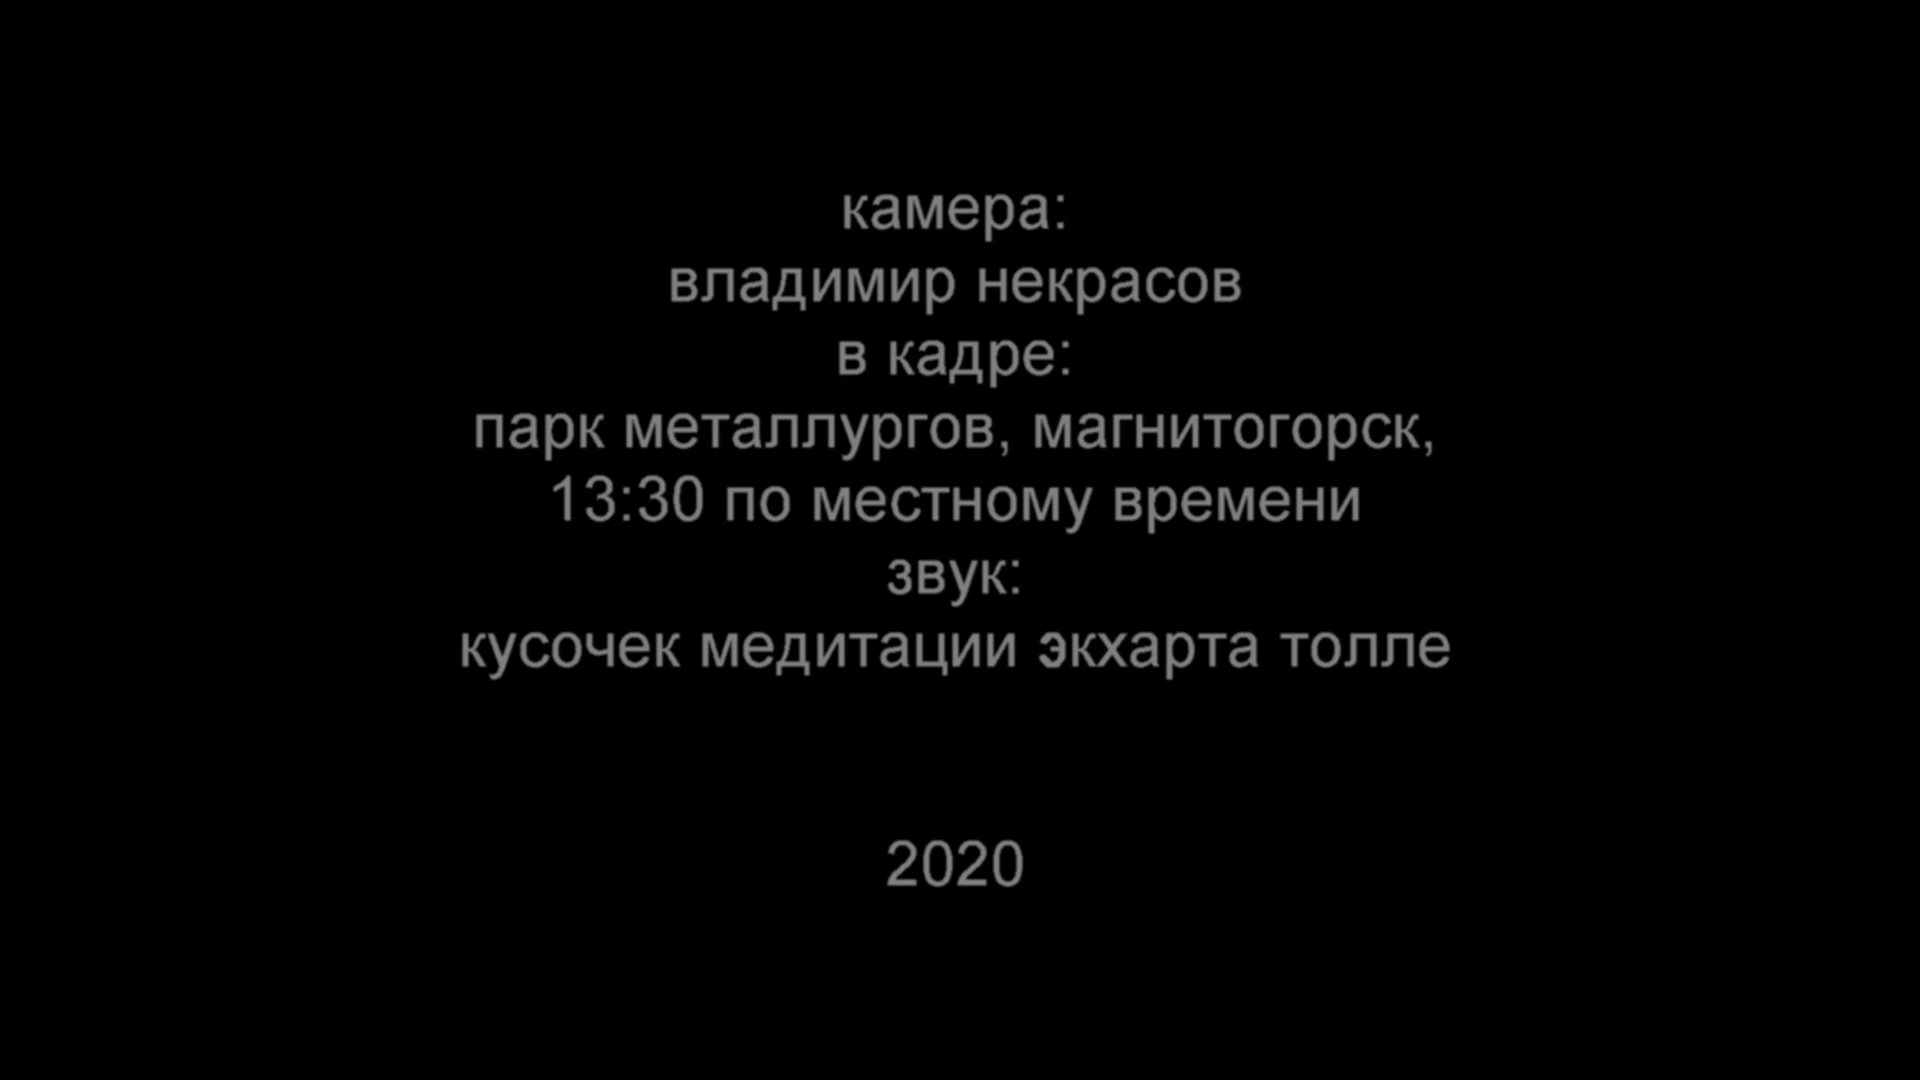 камера:
владимир некрасов
в кадре:
парк металлургов, магнитогорск,
13:30 по местному времени
звук:
кусочек медитации экхарта толле
2020